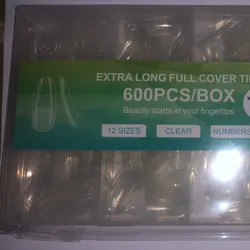 EXTRA LONG FULL COVER TI
600PCS/BOX
Beauty starts at your fingertips
12 SIZES
CLEAR
NUMBERS